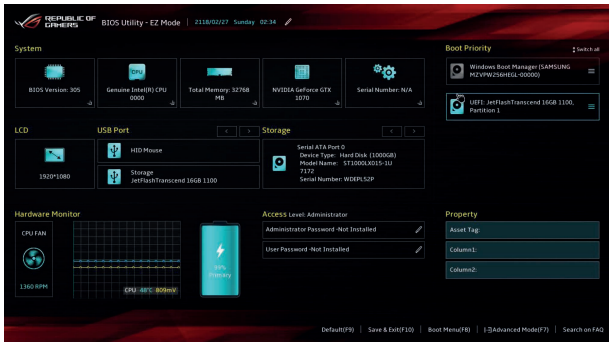 REPUBLIC OF
GAMERS
BIOS Utility - EZ Mode
2118/02/27 Sunday 02:34
System
BIOS Version: 305
CPU
Genuine Intel(R) CPU
0000
Total Memory: 32768
MB
NVIDIA GeForce GTX
1070
Serial Number: N/A
Boot Priority
Switch all
Windows Boot Manager (SAMSUNG
MZVPW256HEGL-00000)
UEFI: JetFlashTranscend 16GB 1100,
Partition 1
LCD
1920*1080
USB Port
HID Mouse
Storage
JetFlashTranscend 16GB 1100
Storage
Serial ATA Port 0
Device Type: Hard Disk (1000GB)
Model Name: ST1000LX015-1U
7172
Serial Number: WDEPLS2P
Hardware Monitor
CPU FAN
1360 RPM
CPU 48°C 809mV
99%
Primary
Access Level: Administrator
Administrator Password -Not Installed
User Password -Not Installed
Property
Asset Tag:
Column1:
Column2:
Default(F9) | Save & Exit(F10) | Boot Menu(F8) | Advanced Mode(F7) | Search on FAQ